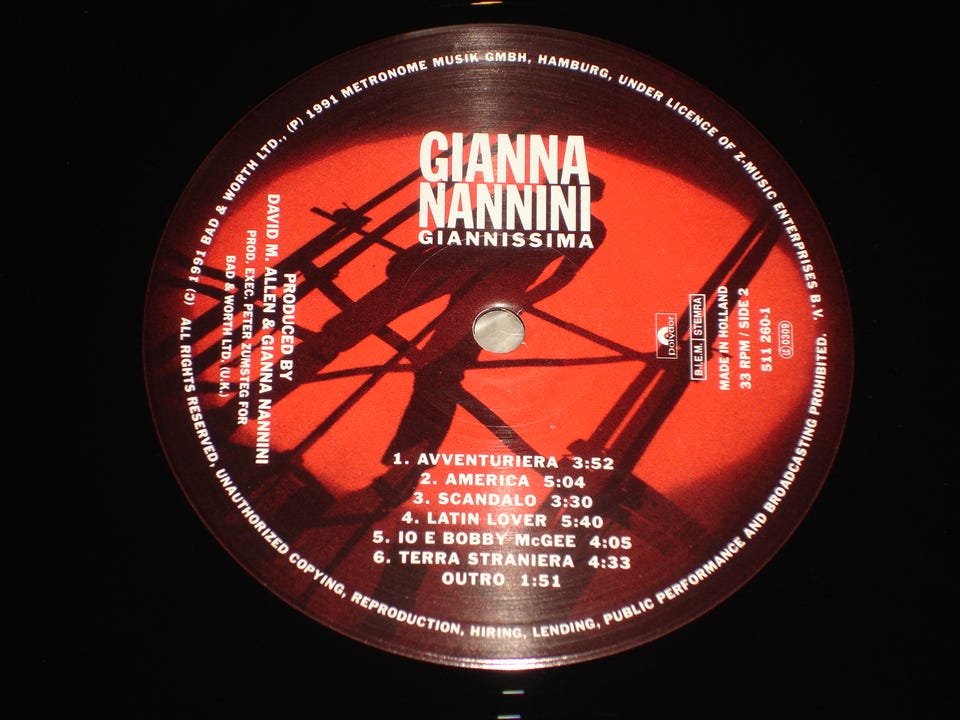 (C) 1991 BAD & WORTH LTD., (P) 1991 METRONOME MUSIK GMBH, HAMBURG, UNDER LICENCE OF Z-MUSIC ENTERPRISES B.V.
GIANNA
NANNINI
GIANNISSIMA
PRODUCED BY
DAVID M. ALLEN & GIANNA NANNINI
PROD. EXEC. PETER ZUMSTEG FOR
BAD & WORTH LTD. (U.K.)
polydor
B.I.E.M. STEMRA
MADE IN HOLLAND
33 RPM / SIDE 2
511 260-1
LC 0309
1. AVVENTURIERA 3:52
2. AMERICA 5:04
3. SCANDALO 3:30
4. LATIN LOVER 5:40
5. IO E BOBBY McGEE 4:05
6. TERRA STRANIERA 4:33
OUTRO 1:51
ALL RIGHTS RESERVED, UNAUTHORIZED COPYING, REPRODUCTION, HIRING, LENDING, PUBLIC PERFORMANCE AND BROADCASTING PROHIBITED.